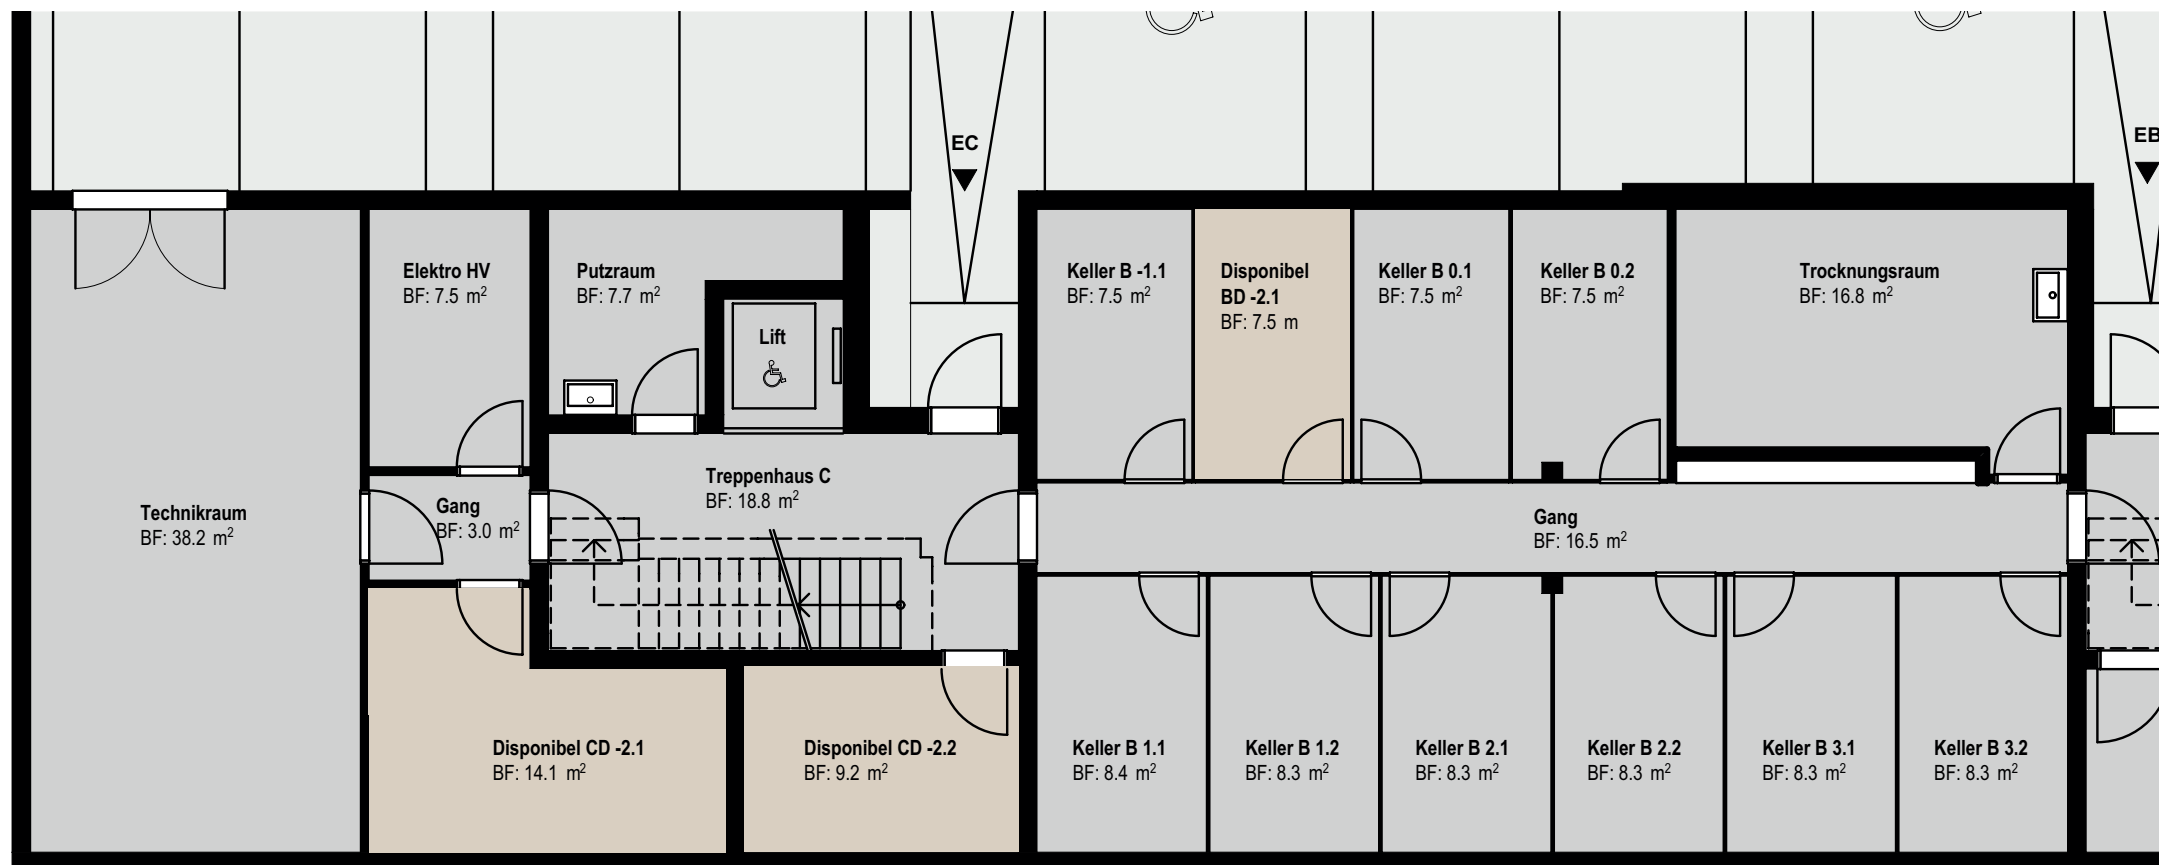 EC
EB
Elektro HV
BF: 7.5 m²
Putzraum
BF: 7.7 m²
Lift
Keller B -1.1
BF: 7.5 m²
Disponibel
BD -2.1
BF: 7.5 m
Keller B 0.1
BF: 7.5 m²
Keller B 0.2
BF: 7.5 m²
Trocknungsraum
BF: 16.8 m²
Technikraum
BF: 38.2 m²
Gang
BF: 3.0 m²
Treppenhaus C
BF: 18.8 m²
Gang
BF: 16.5 m²
Disponibel CD -2.1
BF: 14.1 m²
Disponibel CD -2.2
BF: 9.2 m²
Keller B 1.1
BF: 8.4 m²
Keller B 1.2
BF: 8.3 m²
Keller B 2.1
BF: 8.3 m²
Keller B 2.2
BF: 8.3 m²
Keller B 3.1
BF: 8.3 m²
Keller B 3.2
BF: 8.3 m²